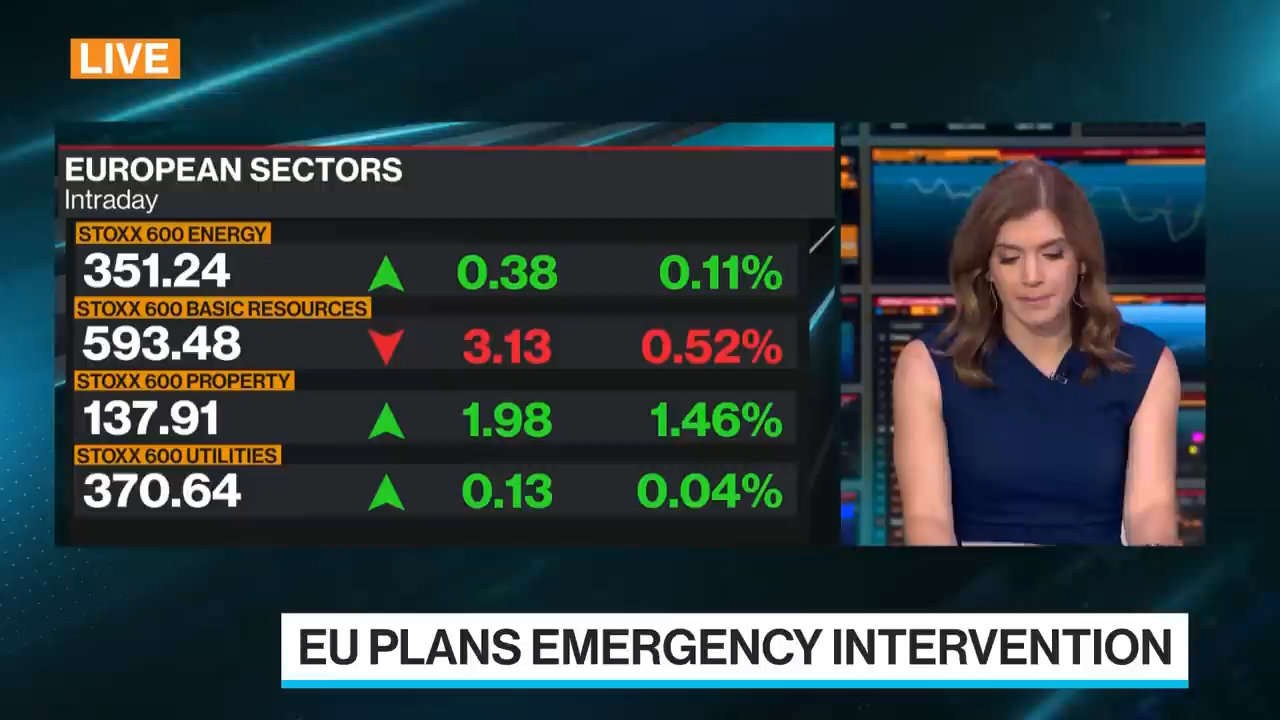 LIVE
EUROPEAN SECTORS
Intraday
STOXX 600 ENERGY
351.24 0.38 0.11%
STOXX 600 BASIC RESOURCES
593.48 3.13 0.52%
STOXX 600 PROPERTY
137.91 1.98 1.46%
STOXX 600 UTILITIES
370.64 0.13 0.04%
EU PLANS EMERGENCY INTERVENTION